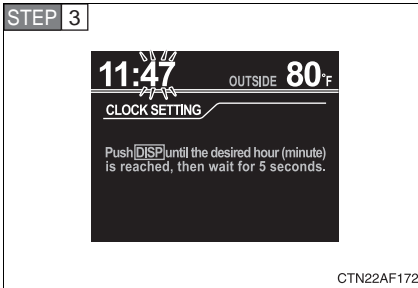 STEP 3
11:47 OUTSIDE 80°F
CLOCK SETTING
Push DISP until the desired hour (minute)
is reached, then wait for 5 seconds.
CTN22AF172